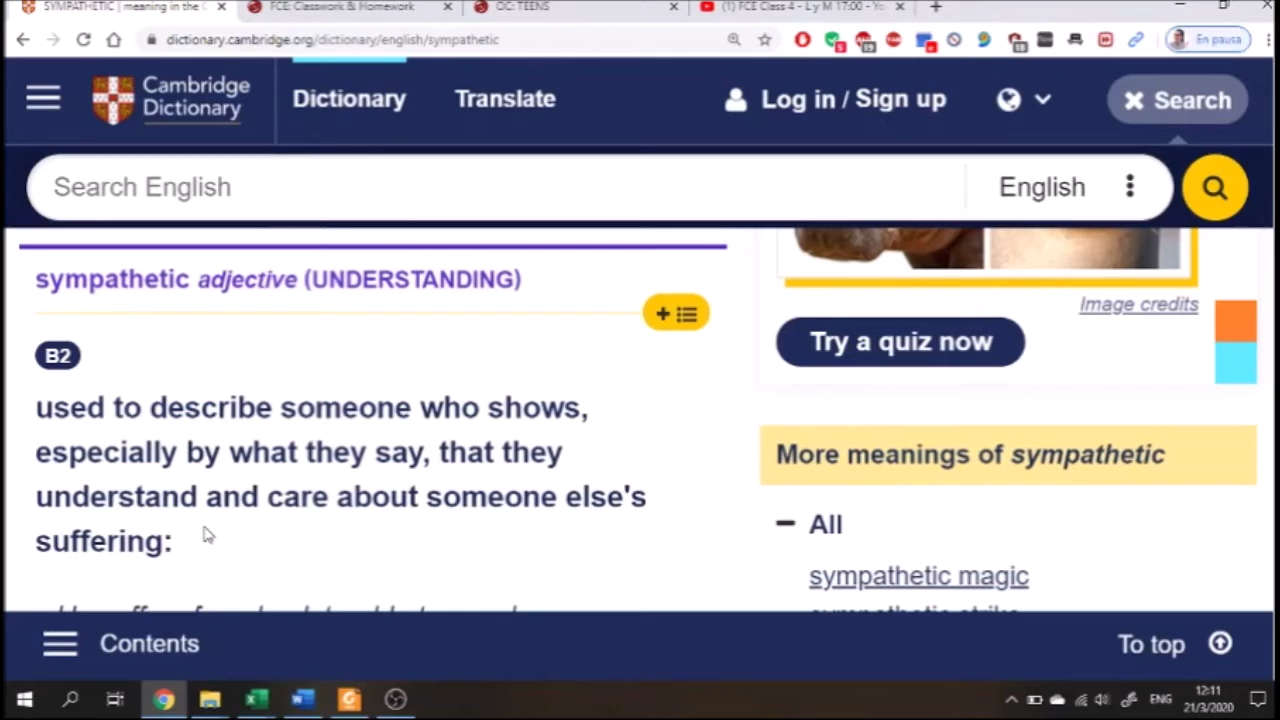 SYMPATHETIC | meaning in the C
FCE: Classwork & Homework
OC: TEENS
(1) FCE Class 4 - L y M 17:00 - Yo
dictionary.cambridge.org/dictionary/english/sympathetic
En pausa
Cambridge
Dictionary
Dictionary
Translate
Log in / Sign up
Search
Search English
English
sympathetic adjective (UNDERSTANDING)
Image credits
Try a quiz now
B2
used to describe someone who shows,
especially by what they say, that they
understand and care about someone else's
suffering:
More meanings of sympathetic
All
sympathetic magic
Contents
To top
ENG
12:11
21/3/2020